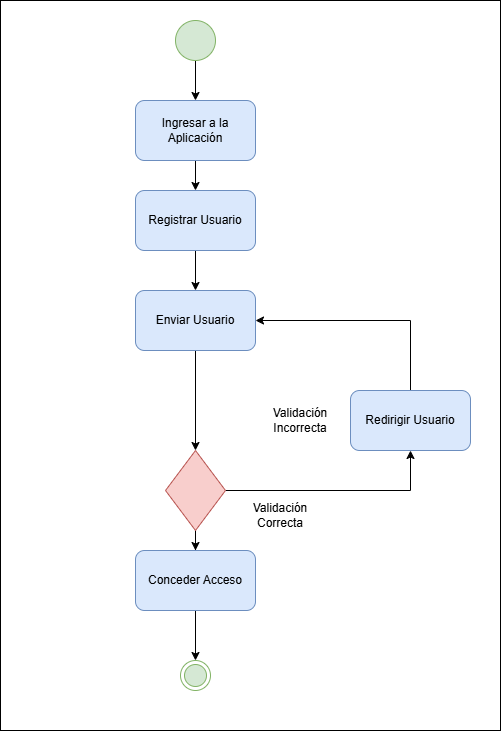 Ingresar a la
Aplicación
Registrar Usuario
Enviar Usuario
Validación
Incorrecta
Redirigir Usuario
Validación
Correcta
Conceder Acceso